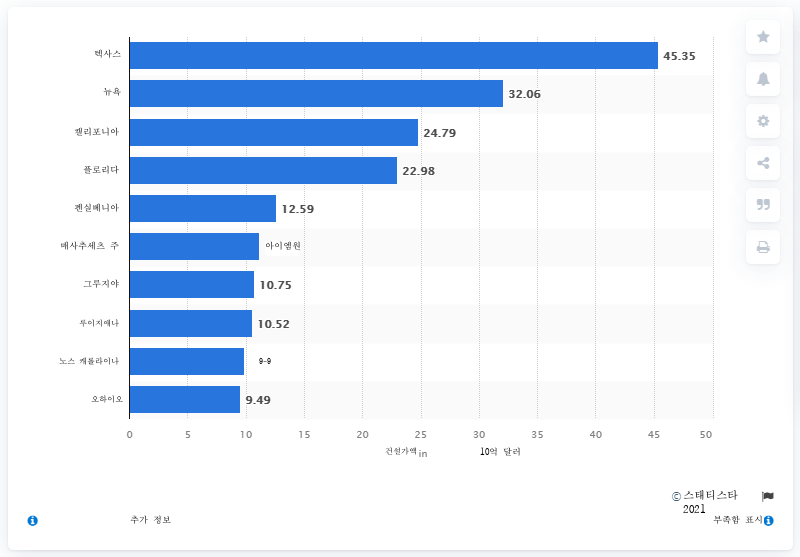 텍사스 45.35
뉴욕 32.06
캘리포니아 24.79
플로리다 22.98
펜실베니아 12.59
매사추세츠 주 아이엠원
그루지야 10.75
루이지애나 10.52
노스 캐롤라이나 9-9
오하이오 9.49
0 5 10 15 20 25 30 35 40 45 50
건설가액 in 10억 달러
© 스태티스타
2021
추가 정보 부족함 표시